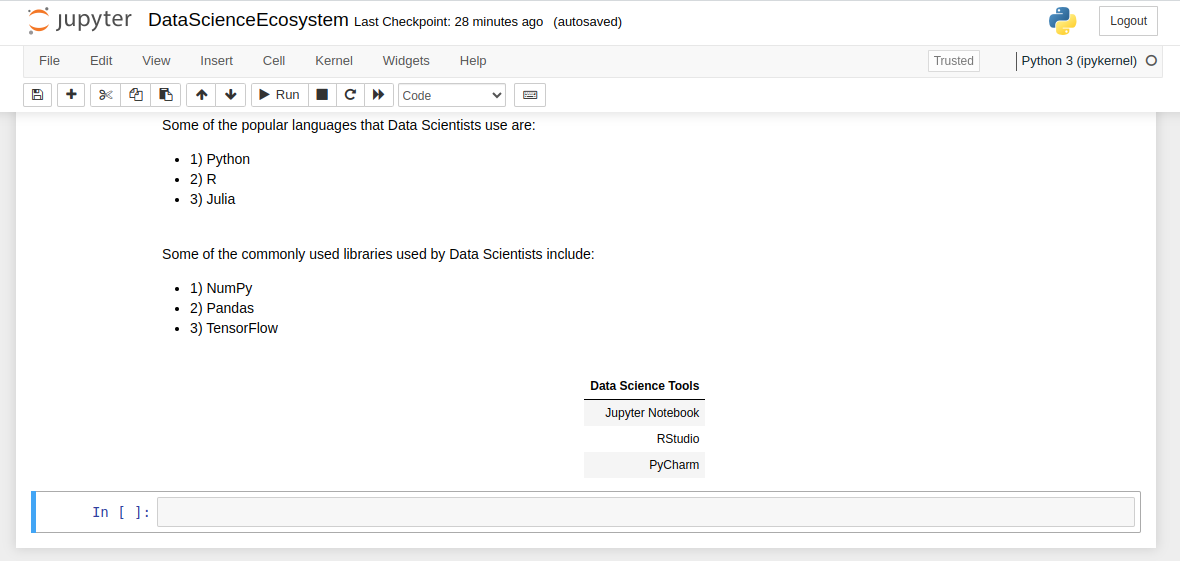 jupyter DataScienceEcosystem Last Checkpoint: 28 minutes ago (autosaved) Logout
File Edit View Insert Cell Kernel Widgets Help Trusted Python 3 (ipykernel)
Run Code
Some of the popular languages that Data Scientists use are:
• 1) Python
• 2) R
• 3) Julia
Some of the commonly used libraries used by Data Scientists include:
• 1) NumPy
• 2) Pandas
• 3) TensorFlow
Data Science Tools
Jupyter Notebook
RStudio
PyCharm
In [ ]: